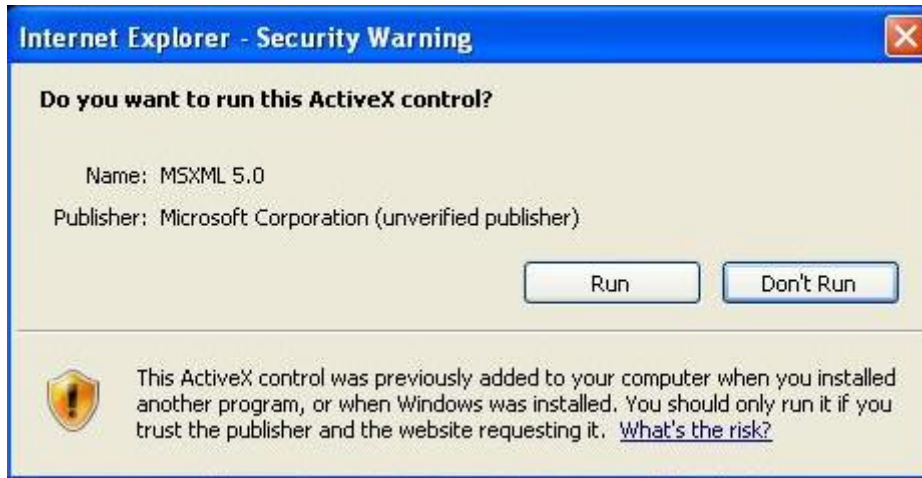 Internet Explorer - Security Warning
Do you want to run this ActiveX control?
Name: MSXML 5.0
Publisher: Microsoft Corporation (unverified publisher)
Run
Don't Run
This ActiveX control was previously added to your computer when you installed
another program, or when Windows was installed. You should only run it if you
trust the publisher and the website requesting it. What's the risk?